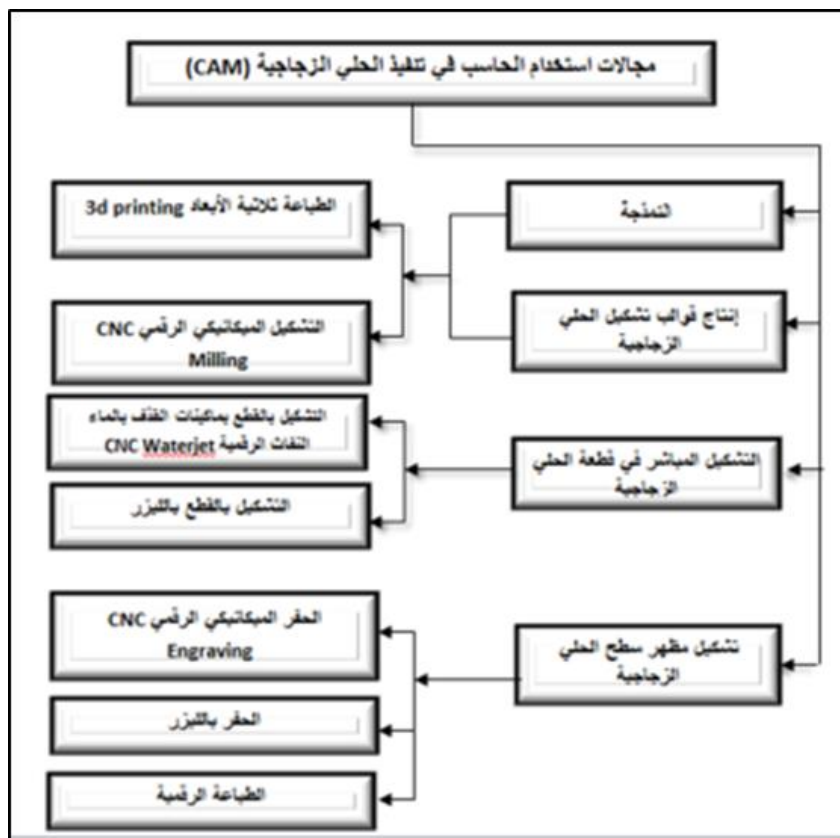 مجالات استخدام الحاسب في تنفيذ الحلي الزجاجية (CAM)
النمذجة
الطباعة ثلاثية الأبعاد 3d printing
إنتاج قوالب تشكيل الحلي
الزجاجية
التشكيل الميكانيكي الرقمي CNC
Milling
التشكيل المباشر في قطعة الحلي
الزجاجية
التشكيل بالقطع بماكينات القذف بالماء
النفاث الرقمية CNC Waterjet
التشكيل بالقطع بالليزر
تشكيل مظهر سطح الحلي
الزجاجية
الحفر الميكانيكي الرقمي CNC
Engraving
الحفر بالليزر
الطباعة الرقمية